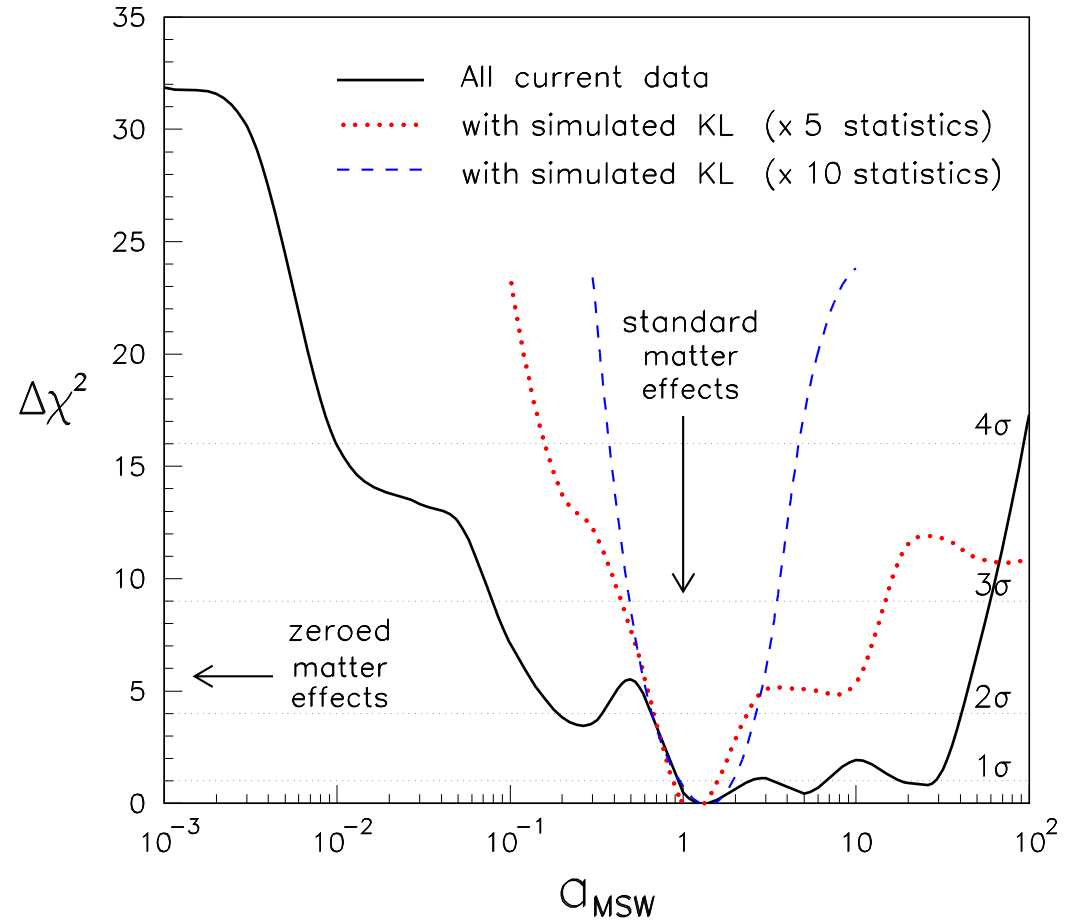 35
30
25
20
15
10
5
0
Δχ²
All current data
with simulated KL (x 5 statistics)
with simulated KL (x 10 statistics)
standard
matter
effects
zeroed
matter
effects
4σ
3σ
2σ
1σ
10⁻³ 10⁻² 10⁻¹ 1 10 10²
a_MSW